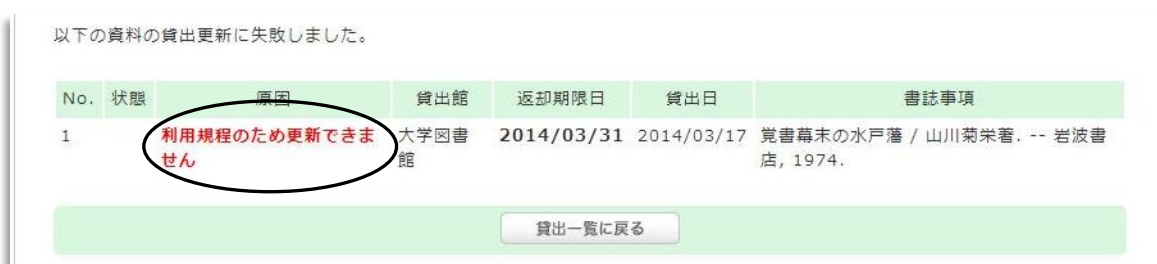 以下の資料の貸出更新に失敗しました。
No. 状態 原因 貸出館 返却期限日 貸出日 書誌事項
1 利用規程のため更新できま 大学図書 2014/03/31 2014/03/17 覚書幕末の水戸藩 / 山川菊栄著. -- 岩波書
せん 館 店, 1974.
貸出一覧に戻る